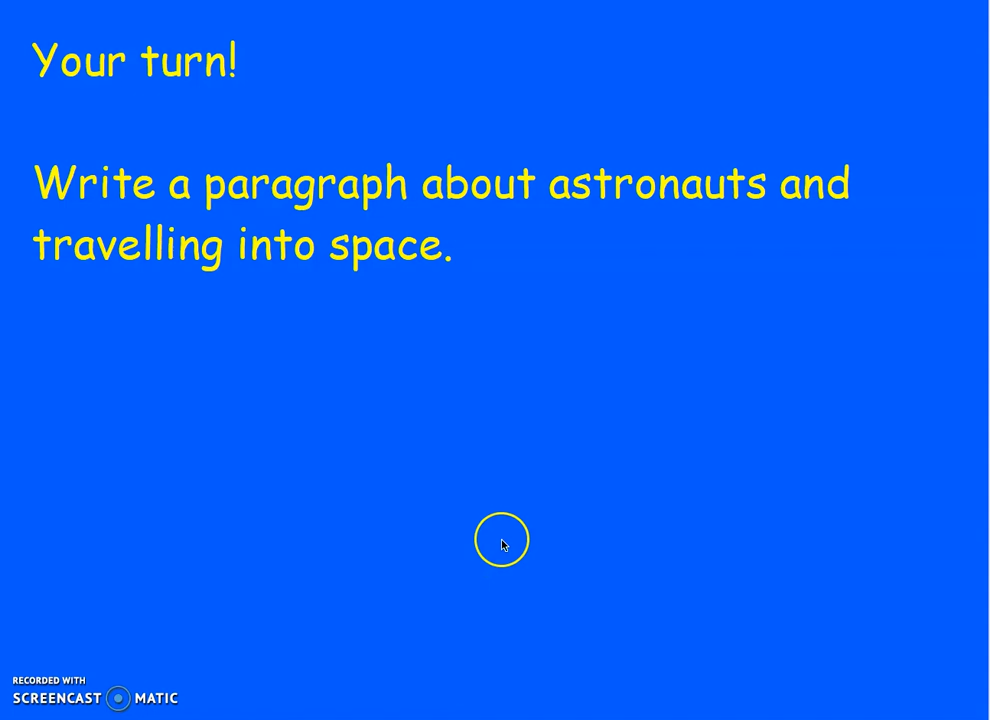 Your turn!
Write a paragraph about astronauts and
travelling into space.
RECORDED WITH
SCREENCAST MATIC